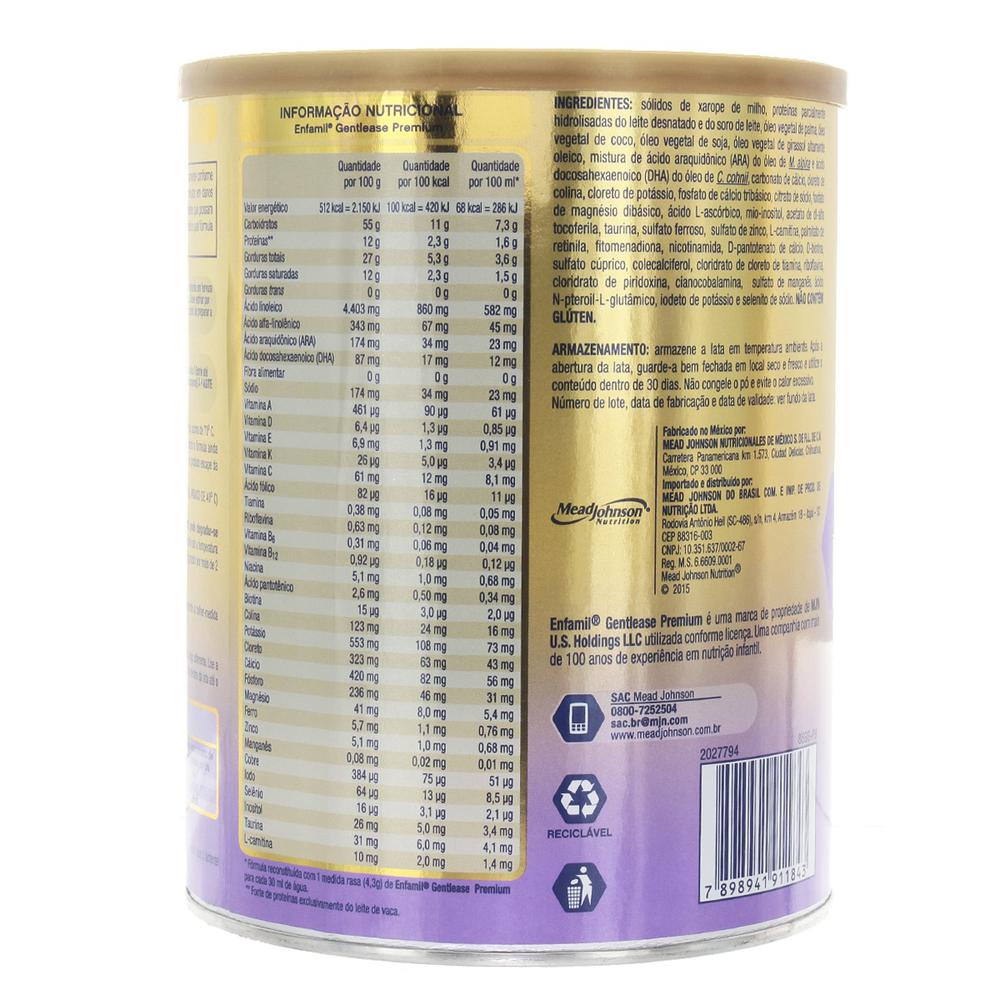 INFORMAÇÃO NUTRICIONAL
Enfamil® Gentlease Premium
Quantidade por 100 g Quantidade por 100 kcal Quantidade por 100 ml*
Valor energético 512 kcal = 2.150 kJ 100 kcal = 420 kJ 68 kcal = 286 kJ
Carboidratos 55 g 11 g 7,3 g
Proteínas** 12 g 2,3 g 1,6 g
Gorduras totais 27 g 5,3 g 3,6 g
Gorduras saturadas 12 g 2,3 g 1,5 g
Gorduras trans 0 g 0 g 0 g
Ácido linoleico 4.403 mg 860 mg 582 mg
Ácido alfa-linolênico 343 mg 67 mg 45 mg
Ácido araquidônico (ARA) 174 mg 34 mg 23 mg
Ácido docosahexaenoico (DHA) 87 mg 17 mg 12 mg
Fibra alimentar 0 g 0 g 0 g
Sódio 174 mg 34 mg 23 mg
Vitamina A 461 µg 90 µg 61 µg
Vitamina D 6,4 µg 1,3 µg 0,85 µg
Vitamina E 6,9 mg 1,3 mg 0,91 mg
Vitamina K 26 µg 5,0 µg 3,4 µg
Vitamina C 61 mg 12 mg 8,1 mg
Ácido fólico 82 µg 16 µg 11 µg
Tiamina 0,38 mg 0,08 mg 0,05 mg
Riboflavina 0,63 mg 0,12 mg 0,08 mg
Vitamina B6 0,31 mg 0,06 mg 0,04 mg
Vitamina B12 0,92 µg 0,18 µg 0,12 µg
Niacina 5,1 mg 1,0 mg 0,68 mg
Ácido pantotênico 2,6 mg 0,50 mg 0,34 mg
Biotina 15 µg 3,0 µg 2,0 µg
Colina 123 mg 24 mg 16 mg
Potássio 553 mg 108 mg 73 mg
Cloreto 323 mg 63 mg 43 mg
Cálcio 420 mg 82 mg 56 mg
Fósforo 236 mg 46 mg 31 mg
Magnésio 41 mg 8,0 mg 5,4 mg
Ferro 5,7 mg 1,1 mg 0,76 mg
Zinco 5,1 mg 1,0 mg 0,68 mg
Manganês 0,08 mg 0,02 mg 0,01 mg
Cobre 384 µg 75 µg 51 µg
Iodo 64 µg 13 µg 8,5 µg
Selênio 16 µg 3,1 µg 2,1 µg
Inositol 26 mg 5,0 mg 3,4 mg
Taurina 31 mg 6,0 mg 4,1 mg
L-carnitina 10 mg 2,0 mg 1,4 mg
* Fórmula reconstituída com 1 medida rasa (4,3g) de Enfamil® Gentlease Premium
para cada 30 ml de água.
** Fonte de proteínas exclusivamente do leite de vaca.
INGREDIENTES: sólidos de xarope de milho, proteínas parcialmente
hidrolisadas do leite desnatado e do soro de leite, óleo vegetal de palma, óleo
vegetal de coco, óleo vegetal de soja, óleo vegetal de girassol altamente
oleico, mistura de ácido araquidônico (ARA) do óleo de M. alpina e ácido
docosahexaenoico (DHA) do óleo de C. cohnii, carbonato de cálcio, cloreto de
colina, cloreto de potássio, fosfato de cálcio tribásico, citrato de sódio, fosfato
de magnésio dibásico, ácido L-ascórbico, mio-inositol, acetato de dl-alfa
tocoferila, taurina, sulfato ferroso, sulfato de zinco, L-carnitina, palmitato de
retinila, fitomenadiona, nicotinamida, D-pantotenato de cálcio, D-biotina,
sulfato cúprico, colecalciferol, cloridrato de cloreto de tiamina, riboflavina,
cloridrato de piridoxina, cianocobalamina, sulfato de manganês, ácido
N-pteroil-L-glutâmico, iodeto de potássio e selenito de sódio. NÃO CONTÉM
GLÚTEN.
ARMAZENAMENTO: armazene a lata em temperatura ambiente. Após a
abertura da lata, guarde-a bem fechada em local seco e fresco e utilize o
conteúdo dentro de 30 dias. Não congele o pó e evite o calor excessivo.
Número de lote, data de fabricação e data de validade: ver fundo da lata.
MeadJohnson
Nutrition
Fabricado no México por:
MEAD JOHNSON NUTRICIONALES DE MÉXICO S. DE R.L. DE C.V.
Carretera Panamericana km 1.573, Ciudad Delicias, Chihuahua,
México, CP 33 000
Importado e distribuído por:
MEAD JOHNSON DO BRASIL COM. E IMP. DE PROD. DE
NUTRIÇÃO LTDA.
Rodovia Antônio Heil (SC-486), s/n, km 4, Armazém 1B - Itajaí - SC
CEP 88316-003
CNPJ: 10.351.637/0002-67
Reg. M.S. 6.6609.0001
Mead Johnson Nutrition®
© 2015
Enfamil® Gentlease Premium é uma marca de propriedade de MJN
U.S. Holdings LLC utilizada conforme licença. Uma companhia com mais
de 100 anos de experiência em nutrição infantil.
SAC Mead Johnson
0800-7252504
sac.br@mjn.com
www.meadjohnson.com.br
RECICLÁVEL
2027794
7 898941 911843